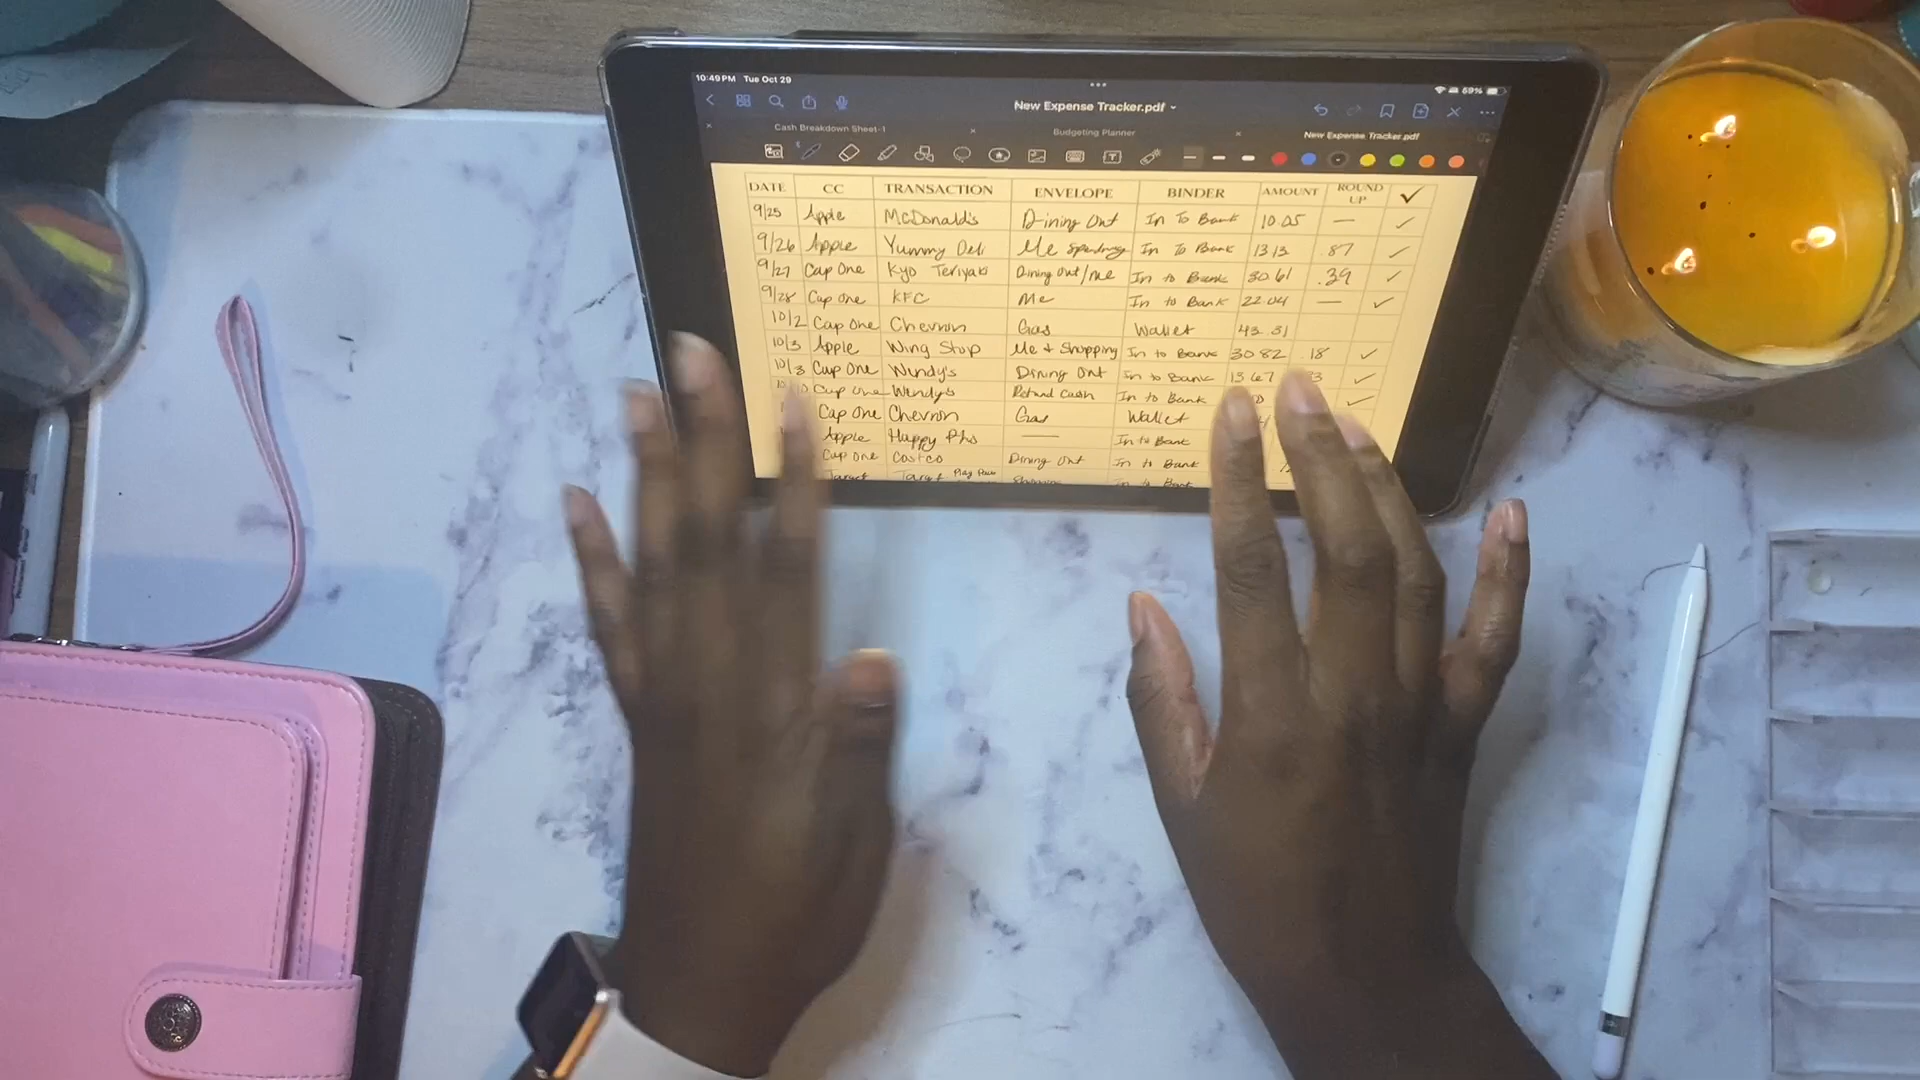 10:49 PM Tue Oct 29 59%
New Expense Tracker.pdf
Cash Breakdown Sheet-1 Budgeting Planner New Expense Tracker.pdf
DATE CC TRANSACTION ENVELOPE BINDER AMOUNT ROUND UP ✓
9/25 Apple McDonald's Dining Out In To Bank 10.05 — ✓
9/26 Apple Yummy Deli Me Spending In To Bank 13.13 .87 ✓
9/27 Cap One Kyo Teriyaki Dining Out/Me In to Bank 30.61 .39 ✓
9/28 Cap One KFC Me In to Bank 22.04 — ✓
10/2 Cap One Chevron Gas Wallet 43.31
10/3 Apple Wing Stop Me + Shopping In to Bank 30.82 .18 ✓
10/3 Cap One Wendy's Dining Out In to Bank 13.67 ✓
Cap One Wendy's Refund Cash In to Bank ✓
Cap One Chevron Gas Wallet
Apple Happy Pho — In to Bank
Cap One Costco Dining Out In to Bank
Target Target In to Bank